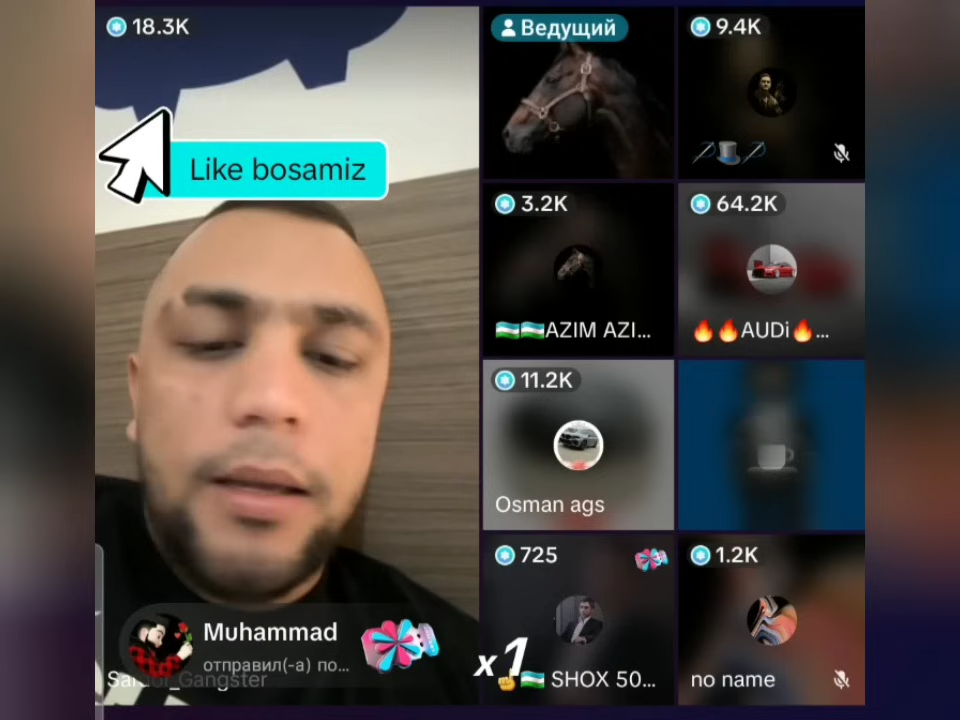 18.3K
Like bosamiz
Muhammad
отправил(-а) по...
Sardor_Gangster
x1
Ведущий
9.4K
3.2K
AZIM AZI...
64.2K
AUDi...
11.2K
Osman ags
725
SHOX 50...
1.2K
no name